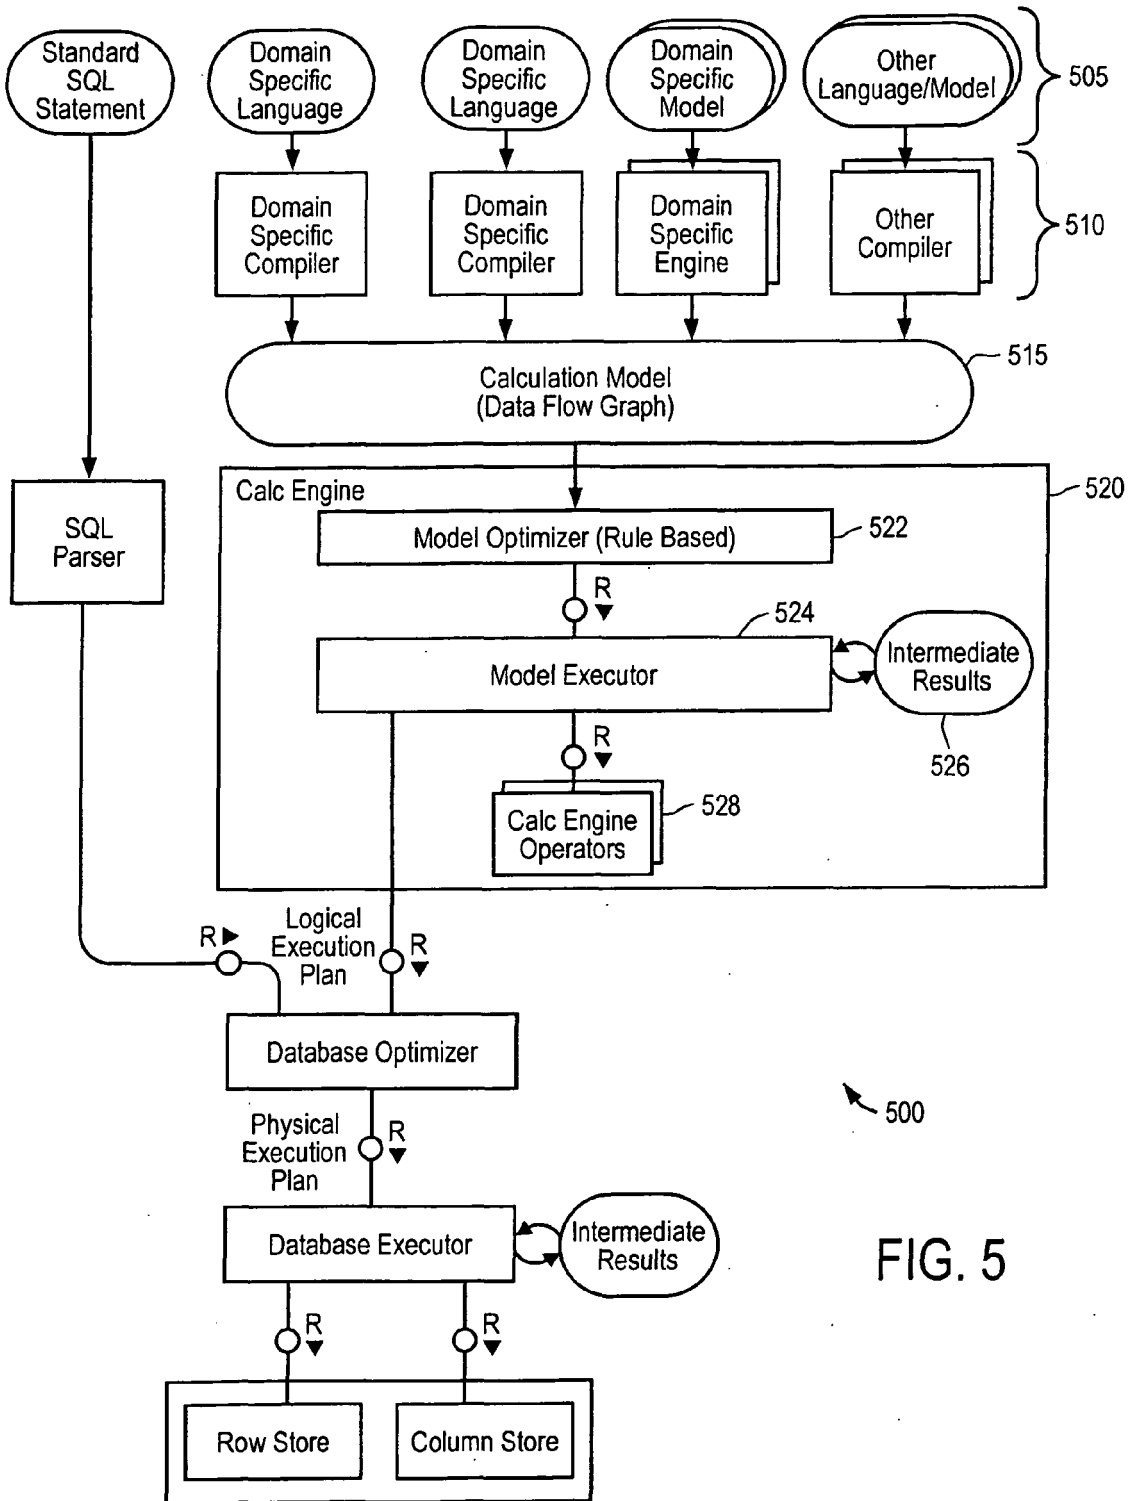 Standard
SQL
Statement
Domain
Specific
Language
Domain
Specific
Language
Domain
Specific
Model
Other
Language/Model
505
Domain
Specific
Compiler
Domain
Specific
Compiler
Domain
Specific
Engine
Other
Compiler
510
Calculation Model
(Data Flow Graph)
515
Calc Engine
520
SQL
Parser
Model Optimizer (Rule Based)
522
R
524
Model Executor
Intermediate
Results
526
R
Calc Engine
Operators
528
R
Logical
Execution
Plan
R
Database Optimizer
500
Physical
Execution
Plan
R
Database Executor
Intermediate
Results
FIG. 5
R
R
Row Store
Column Store